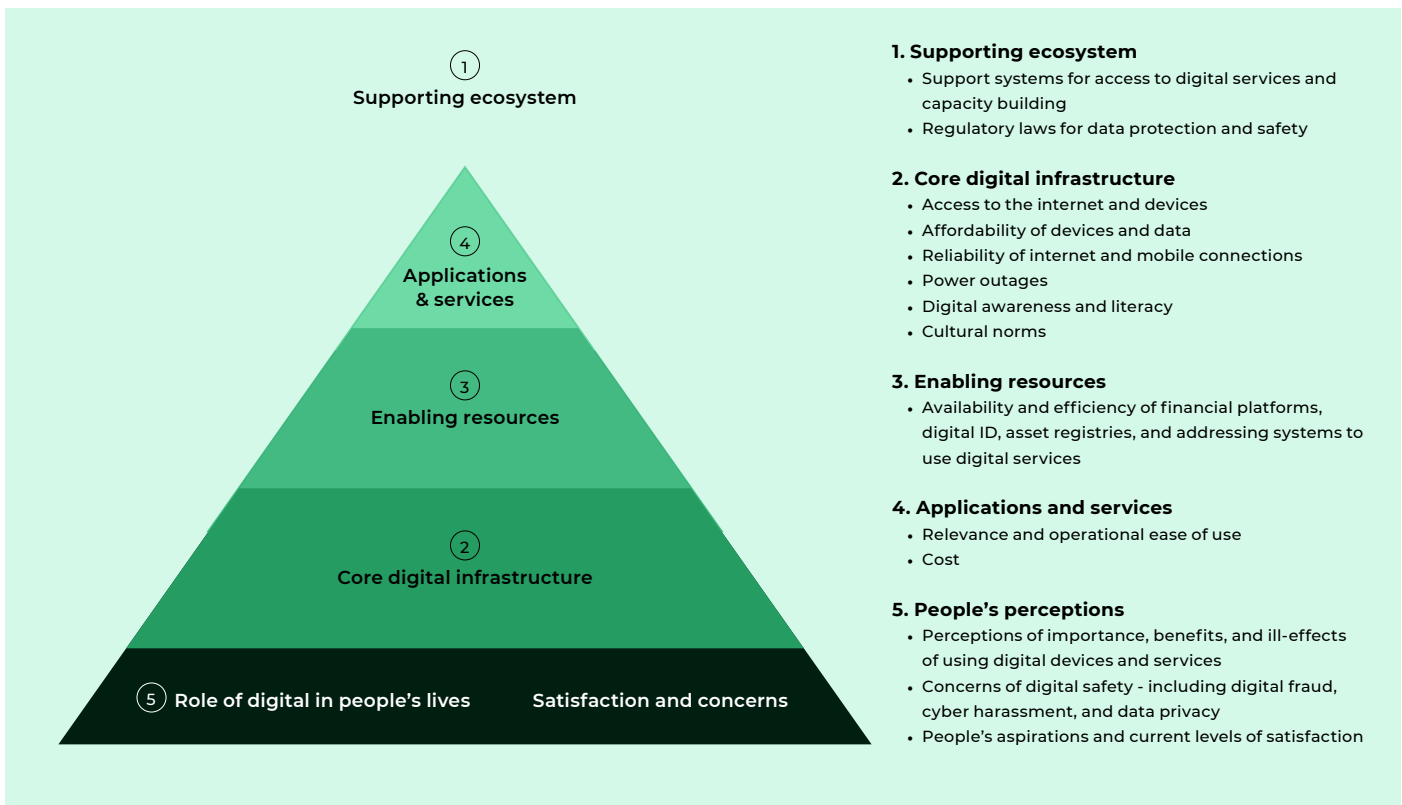 1
Supporting ecosystem
4
Applications
& services
3
Enabling resources
2
Core digital infrastructure
5 Role of digital in people's lives
Satisfaction and concerns
1. Supporting ecosystem
• Support systems for access to digital services and
capacity building
• Regulatory laws for data protection and safety
2. Core digital infrastructure
• Access to the internet and devices
• Affordability of devices and data
• Reliability of internet and mobile connections
• Power outages
• Digital awareness and literacy
• Cultural norms
3. Enabling resources
• Availability and efficiency of financial platforms,
digital ID, asset registries, and addressing systems to
use digital services
4. Applications and services
• Relevance and operational ease of use
• Cost
5. People’s perceptions
• Perceptions of importance, benefits, and ill-effects
of using digital devices and services
• Concerns of digital safety - including digital fraud,
cyber harassment, and data privacy
• People’s aspirations and current levels of satisfaction